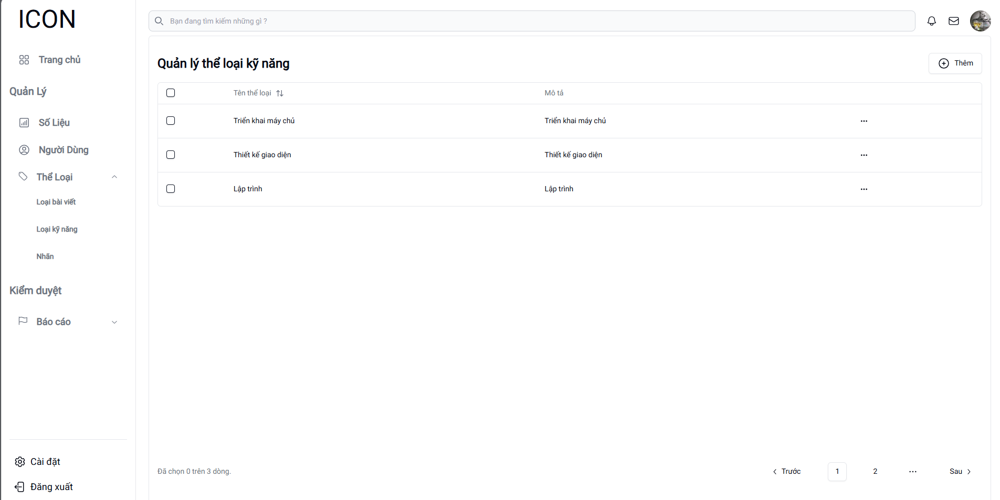 ICON
Trang chủ
Quản Lý
Số Liệu
Người Dùng
Thể Loại
Loại bài viết
Loại kỹ năng
Nhãn
Kiểm duyệt
Báo cáo
Cài đặt
Đăng xuất
Bạn đang tìm kiếm những gì ?
Quản lý thể loại kỹ năng
Thêm
Tên thể loại Mô tả
Triển khai máy chủ Triển khai máy chủ
Thiết kế giao diện Thiết kế giao diện
Lập trình Lập trình
Đã chọn 0 trên 3 dòng.
Trước 1 2 ... Sau